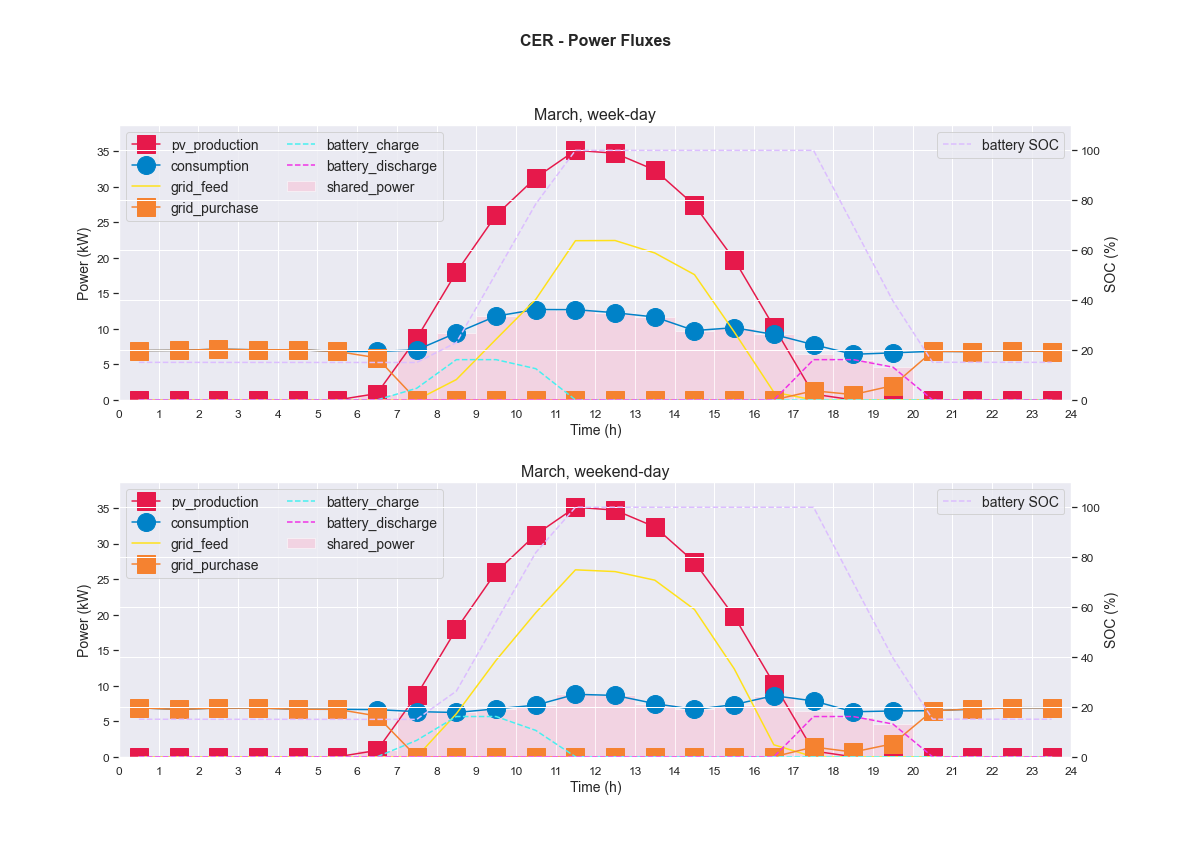 CER - Power Fluxes
March, week-day
pv_production
consumption
grid_feed
grid_purchase
battery_charge
battery_discharge
shared_power
battery SOC
Power (kW)
35
30
25
20
15
10
5
0
SOC (%)
100
80
60
40
20
0
0 1 2 3 4 5 6 7 8 9 10 11 12 13 14 15 16 17 18 19 20 21 22 23 24
Time (h)
March, weekend-day
pv_production
consumption
grid_feed
grid_purchase
battery_charge
battery_discharge
shared_power
battery SOC
Power (kW)
35
30
25
20
15
10
5
0
SOC (%)
100
80
60
40
20
0
0 1 2 3 4 5 6 7 8 9 10 11 12 13 14 15 16 17 18 19 20 21 22 23 24
Time (h)